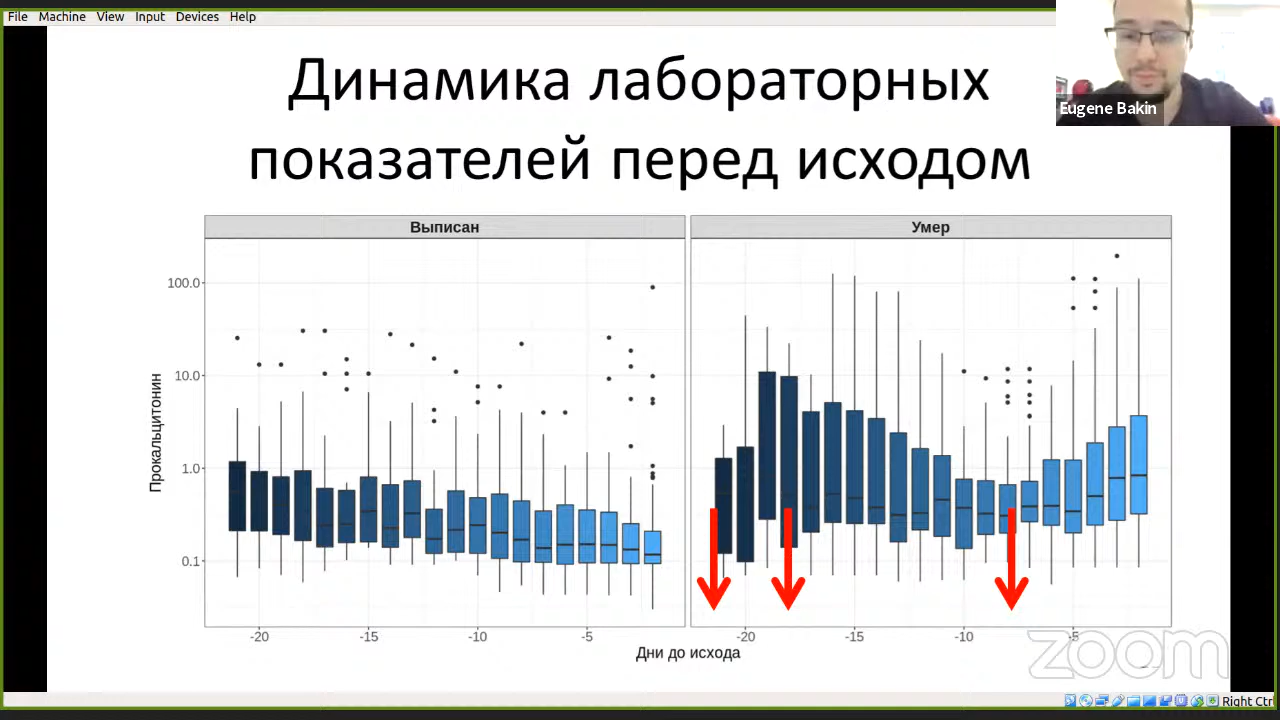 File Machine View Input Devices Help
Eugene Bakin
Динамика лабораторных
показателей перед исходом
Выписан
Умер
Прокальцитонин
100.0
10.0
1.0
0.1
-20 -15 -10 -5
-20 -15 -10 -5
Дни до исхода
zoom
Right Ctrl